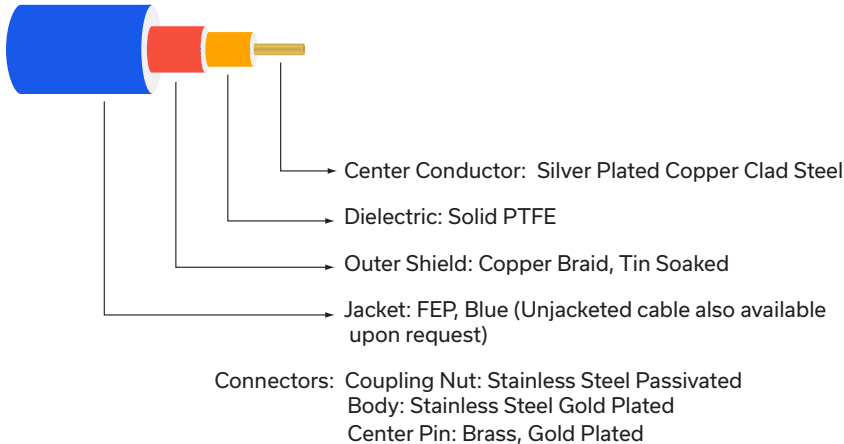 Center Conductor: Silver Plated Copper Clad Steel
Dielectric: Solid PTFE
Outer Shield: Copper Braid, Tin Soaked
Jacket: FEP, Blue (Unjacketed cable also available
upon request)
Connectors: Coupling Nut: Stainless Steel Passivated
Body: Stainless Steel Gold Plated
Center Pin: Brass, Gold Plated